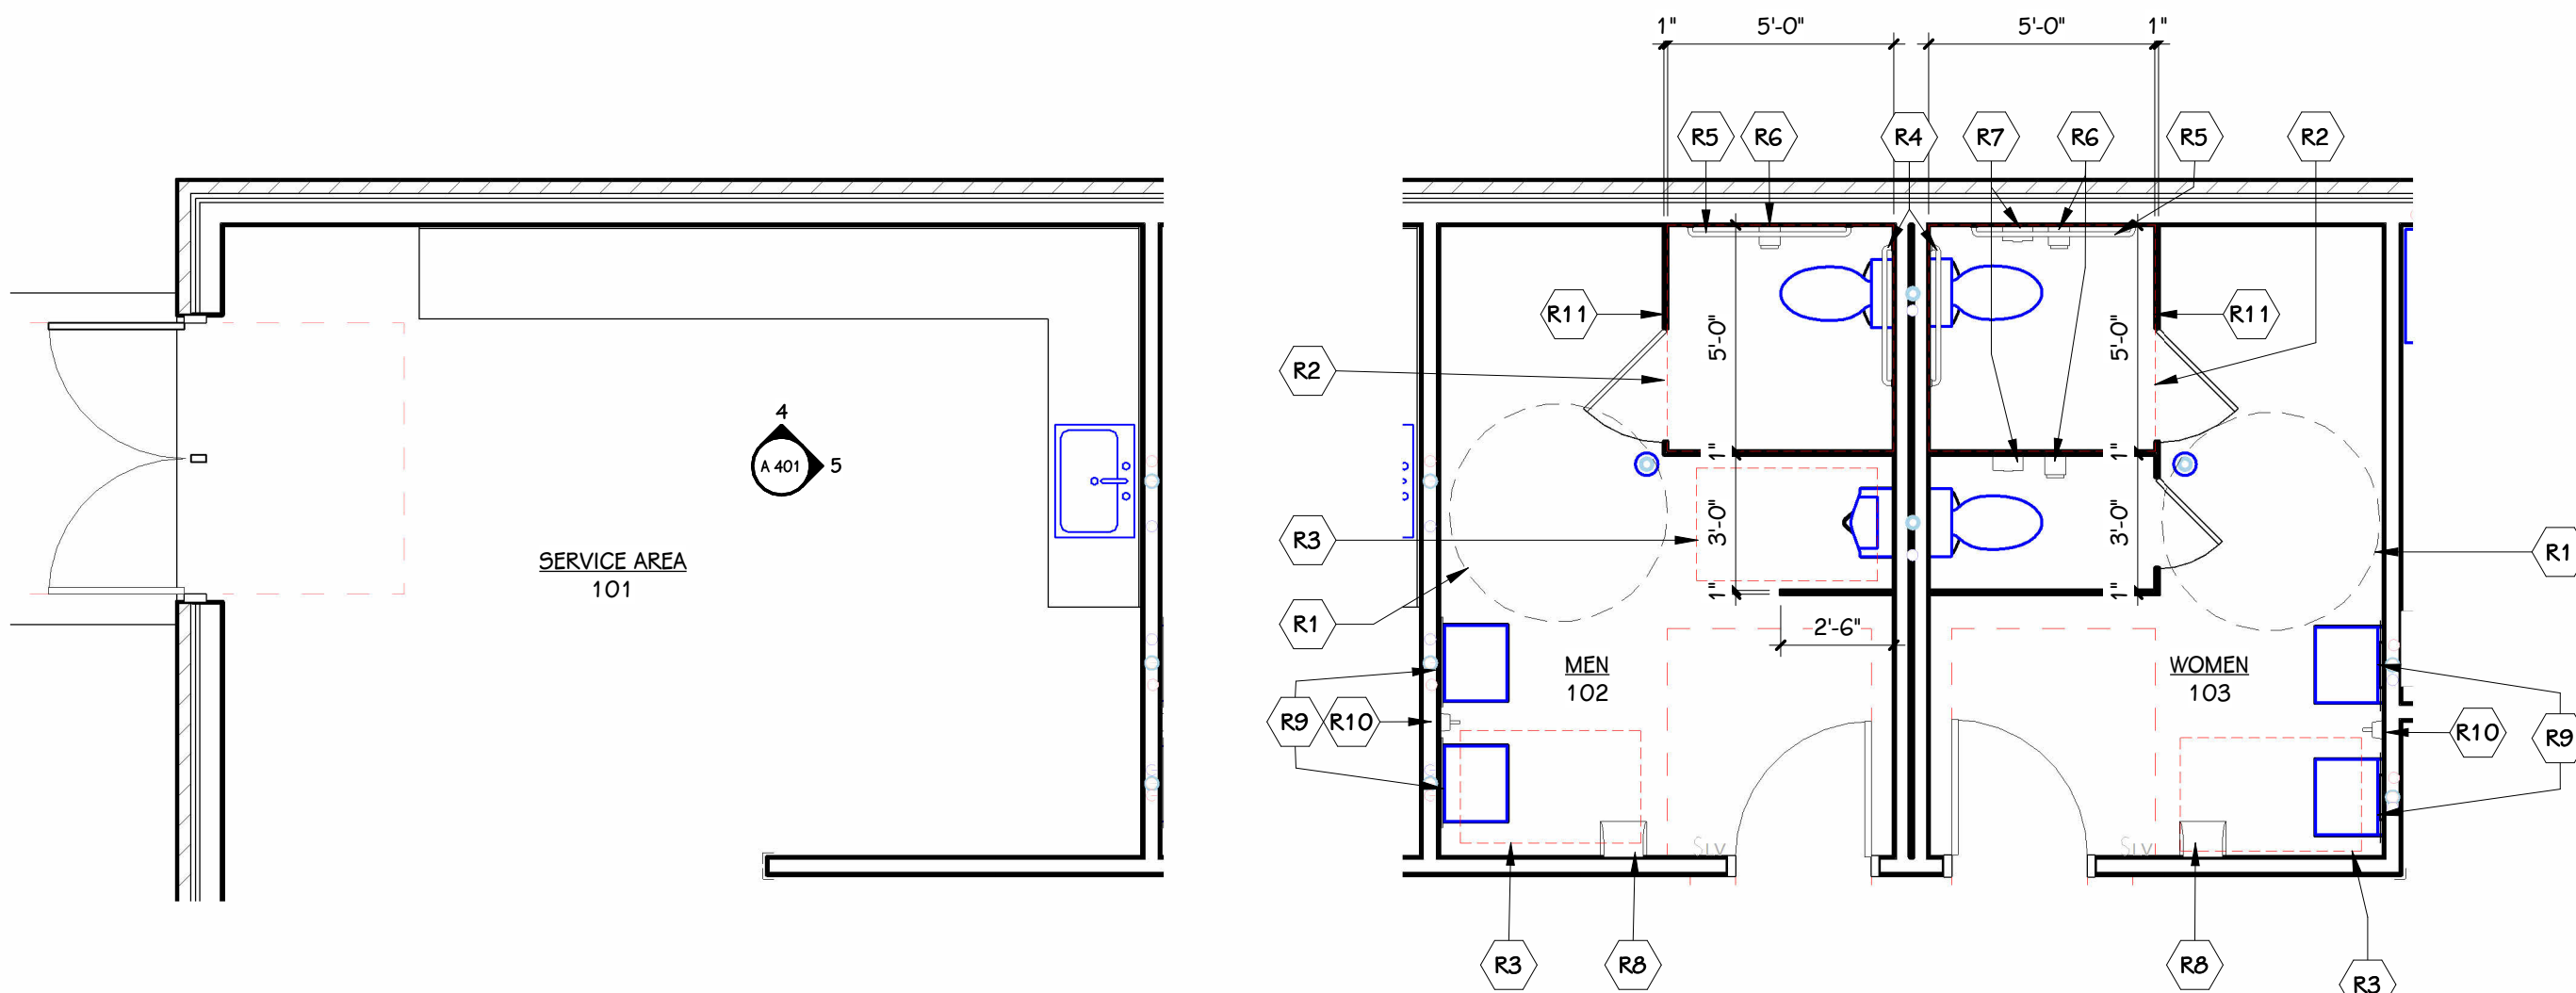 1" 5'-0" 5'-0" 1"
R5 R6 R4 R7 R6 R5 R2
R11 R11
5'-0" 5'-0"
R2
4
A 401 5
1" 1"
R3 3'-0" 3'-0" R1
SERVICE AREA
101
1" 1"
R1 2'-6"
MEN WOMEN
102 103
R9 R10 R10 R9
SLV SLV
R3 R8 R8 R3